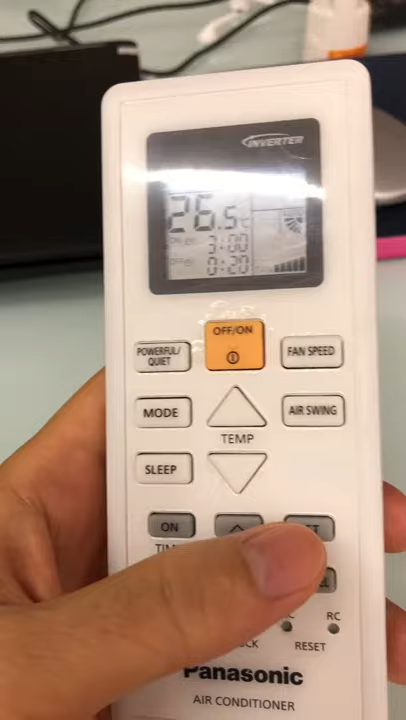 INVERTER
26.5°C
ON 3:00
OFF 0:20
OFF/ON
POWERFUL/
QUIET
FAN SPEED
MODE
AIR SWING
TEMP
SLEEP
ON
RC
RESET
Panasonic
AIR CONDITIONER